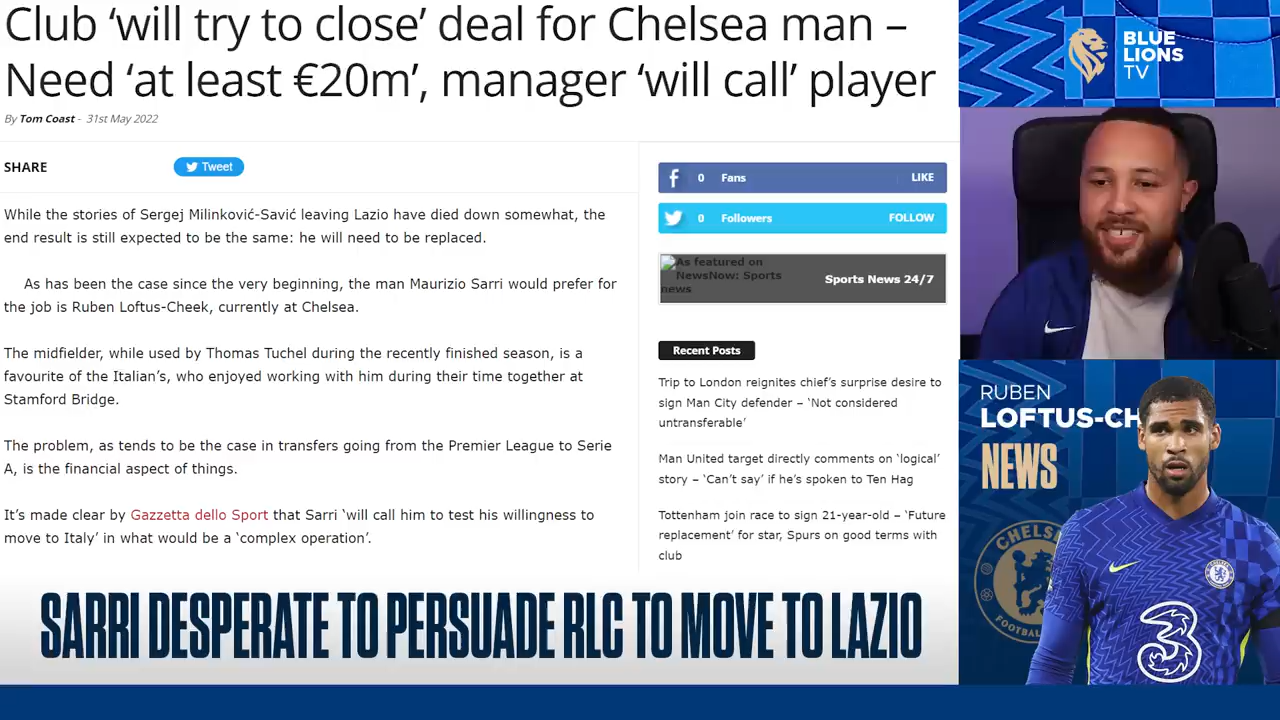 Club ‘will try to close’ deal for Chelsea man –
Need ‘at least €20m’, manager ‘will call’ player
By Tom Coast - 31st May 2022
SHARE
Tweet
While the stories of Sergej Milinković-Savić leaving Lazio have died down somewhat, the
end result is still expected to be the same: he will need to be replaced.
As has been the case since the very beginning, the man Maurizio Sarri would prefer for
the job is Ruben Loftus-Cheek, currently at Chelsea.
The midfielder, while used by Thomas Tuchel during the recently finished season, is a
favourite of the Italian’s, who enjoyed working with him during their time together at
Stamford Bridge.
The problem, as tends to be the case in transfers going from the Premier League to Serie
A, is the financial aspect of things.
It’s made clear by Gazzetta dello Sport that Sarri ‘will call him to test his willingness to
move to Italy’ in what would be a ‘complex operation’.
0 Fans LIKE
0 Followers FOLLOW
As featured on
NewsNow: Sports
news
Sports News 24/7
Recent Posts
Trip to London reignites chief’s surprise desire to
sign Man City defender – ‘Not considered
untransferable’
Man United target directly comments on ‘logical’
story – ‘Can’t say’ if he’s spoken to Ten Hag
Tottenham join race to sign 21-year-old – ‘Future
replacement’ for star, Spurs on good terms with
club
SARRI DESPERATE TO PERSUADE RLC TO MOVE TO LAZIO
BLUE
LIONS
TV
RUBEN
LOFTUS-CH
NEWS
CHELS
FOOTBAL
3